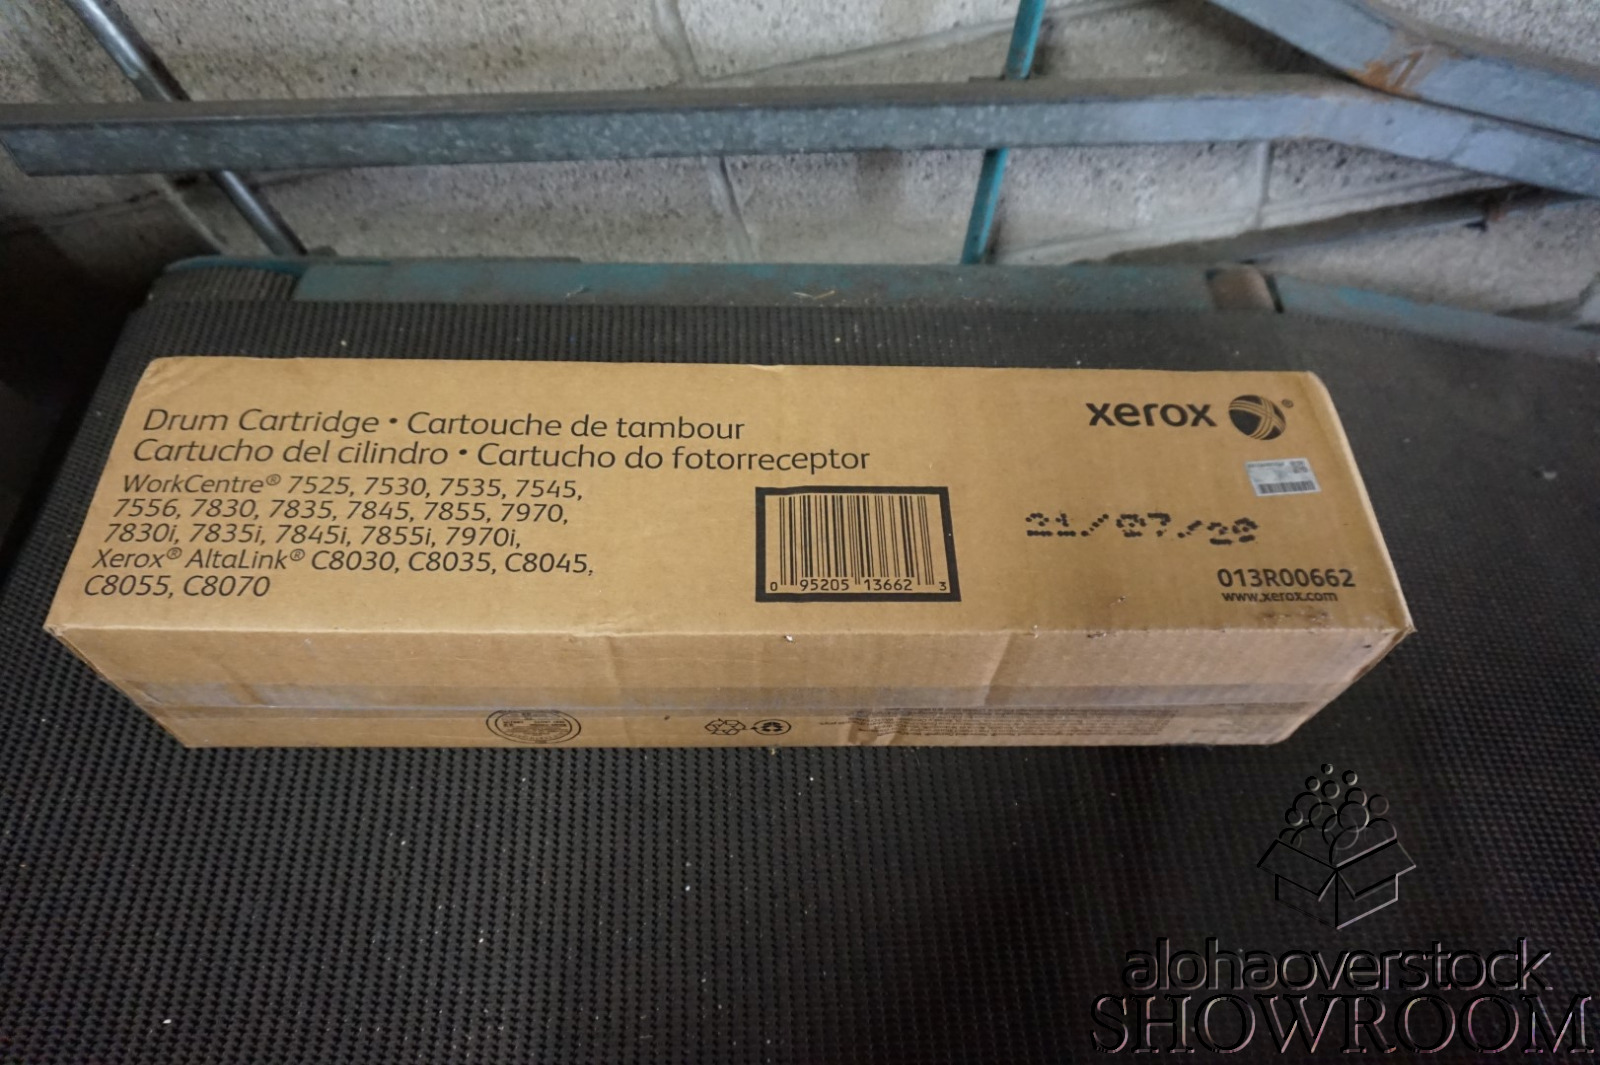 Drum Cartridge • Cartouche de tambour
Cartucho del cilindro • Cartucho do fotorreceptor
WorkCentre® 7525, 7530, 7535, 7545,
7556, 7830, 7835, 7845, 7855, 7970,
7830i, 7835i, 7845i, 7855i, 7970i,
Xerox® AltaLink® C8030, C8035, C8045,
C8055, C8070
0 95205 13662 3
xerox®
013R00662
www.xerox.com
alohaoverstock
SHOWROOM